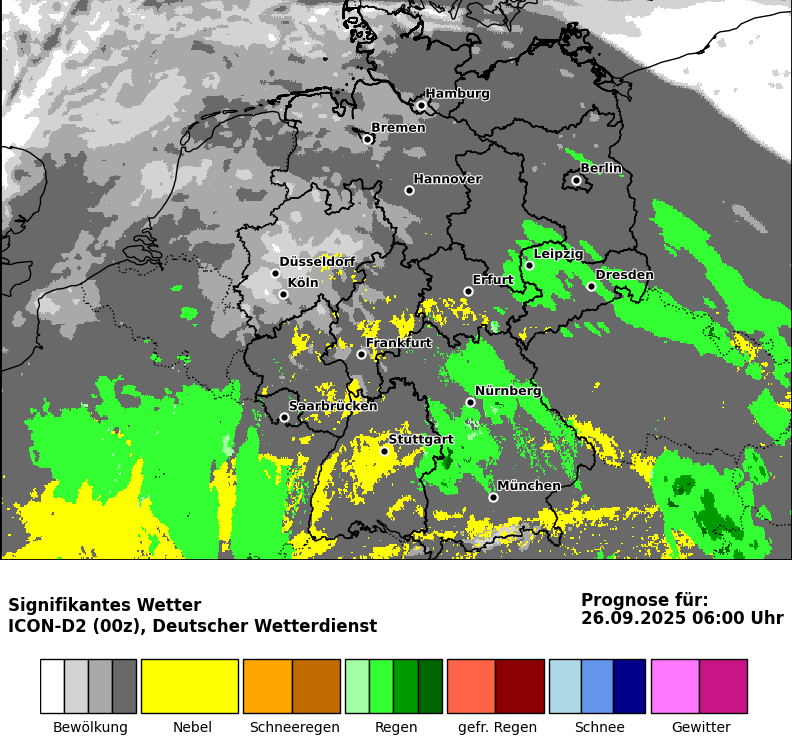 Hamburg
Bremen
Berlin
Hannover
Leipzig
Düsseldorf
Dresden
Köln
Erfurt
Frankfurt
Nürnberg
Saarbrücken
Stuttgart
München
Signifikantes Wetter
ICON-D2 (00z), Deutscher Wetterdienst
Prognose für:
26.09.2025 06:00 Uhr
Bewölkung
Nebel
Schneeregen
Regen
gefr. Regen
Schnee
Gewitter